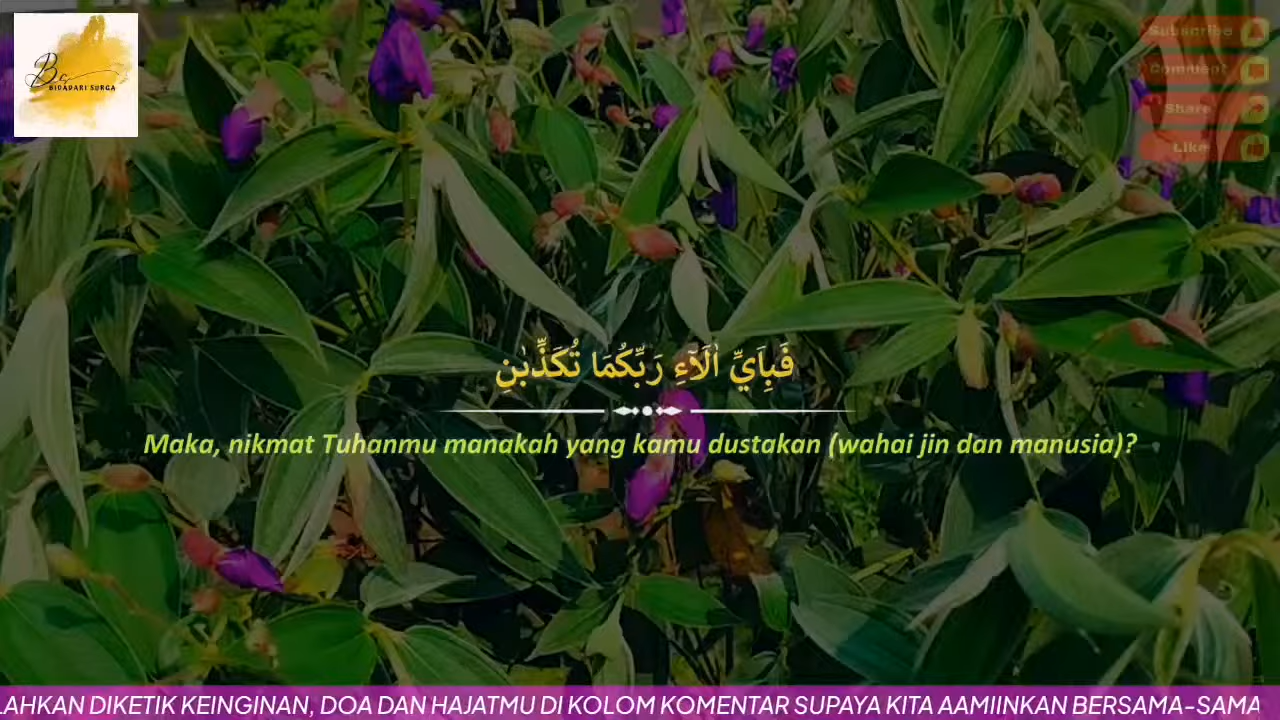 Bs
BIDADARI SURGA
Subscribe
Comment
Share
Like
فَبِاَيِّ اٰلَاۤءِ رَبِّكُمَا تُكَذِّبٰنِ
Maka, nikmat Tuhanmu manakah yang kamu dustakan (wahai jin dan manusia)?
LAHKAN DIKETIK KEINGINAN, DOA DAN HAJATMU DI KOLOM KOMENTAR SUPAYA KITA AAMIINKAN BERSAMA-SAMA